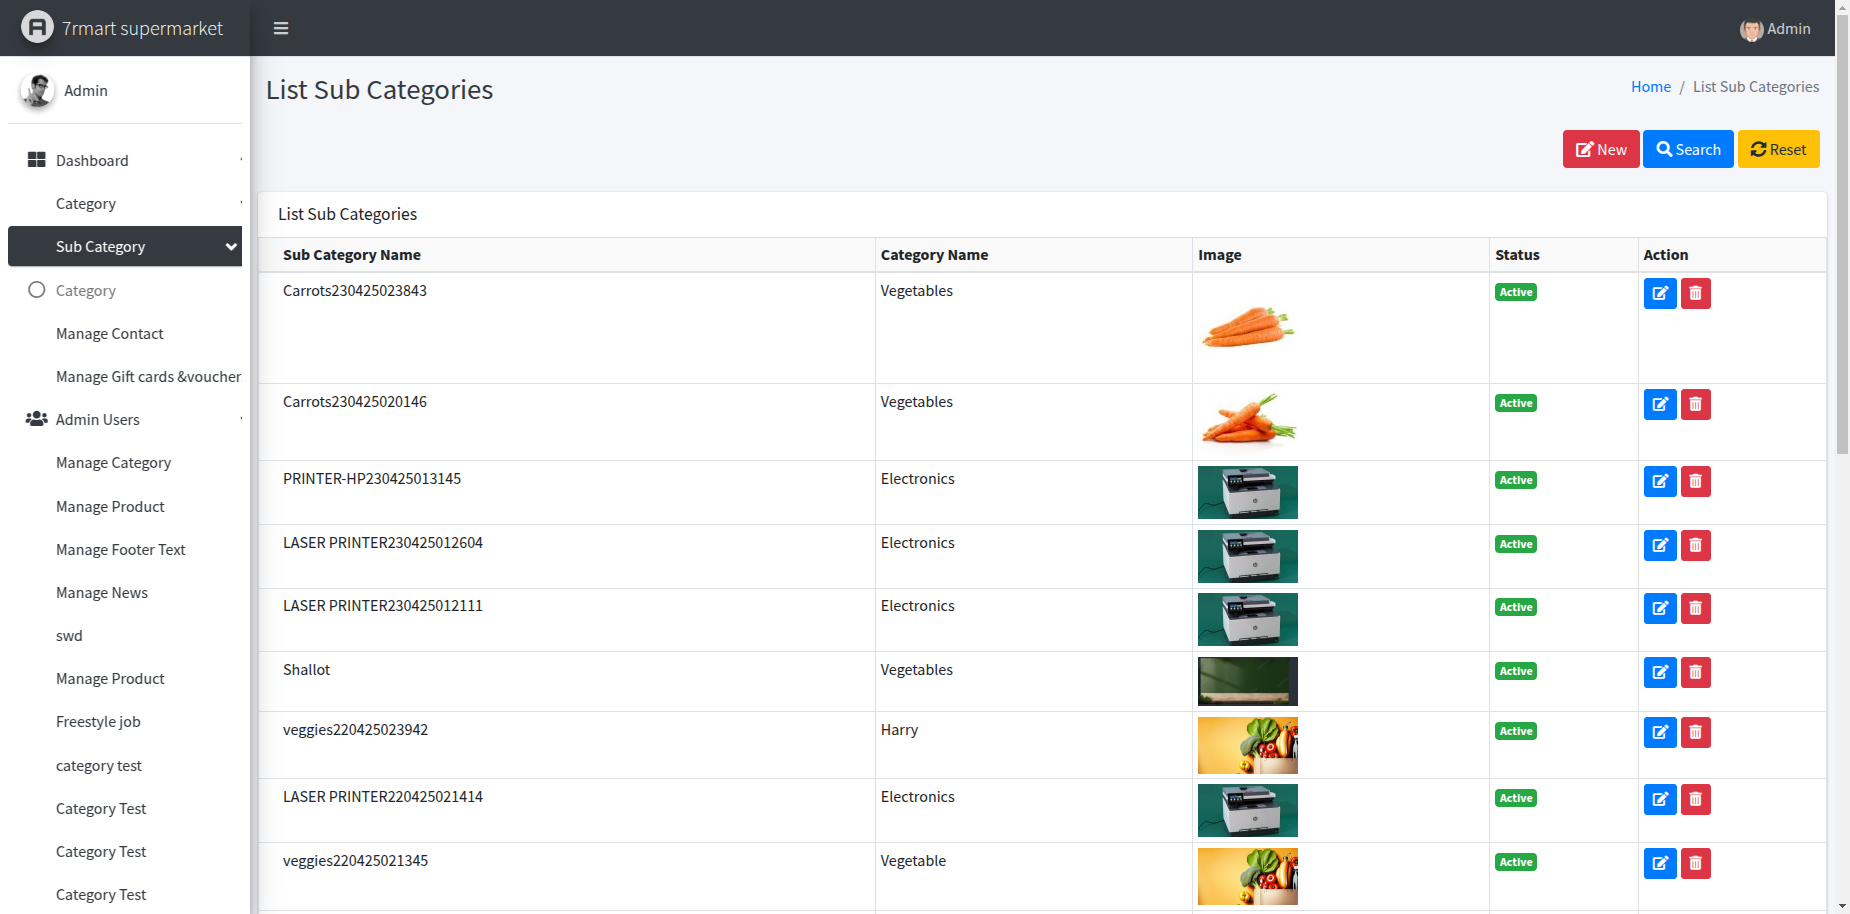 7rmart supermarket
Admin
Admin
Dashboard
Category
Sub Category
Category
Manage Contact
Manage Gift cards &voucher
Admin Users
Manage Category
Manage Product
Manage Footer Text
Manage News
swd
Manage Product
Freestyle job
category test
Category Test
Category Test
Category Test
List Sub Categories
Home / List Sub Categories
New Search Reset
List Sub Categories
Sub Category Name Category Name Image Status Action
Carrots230425023843 Vegetables Active
Carrots230425020146 Vegetables Active
PRINTER-HP230425013145 Electronics Active
LASER PRINTER230425012604 Electronics Active
LASER PRINTER230425012111 Electronics Active
Shallot Vegetables Active
veggies220425023942 Harry Active
LASER PRINTER220425021414 Electronics Active
veggies220425021345 Vegetable Active